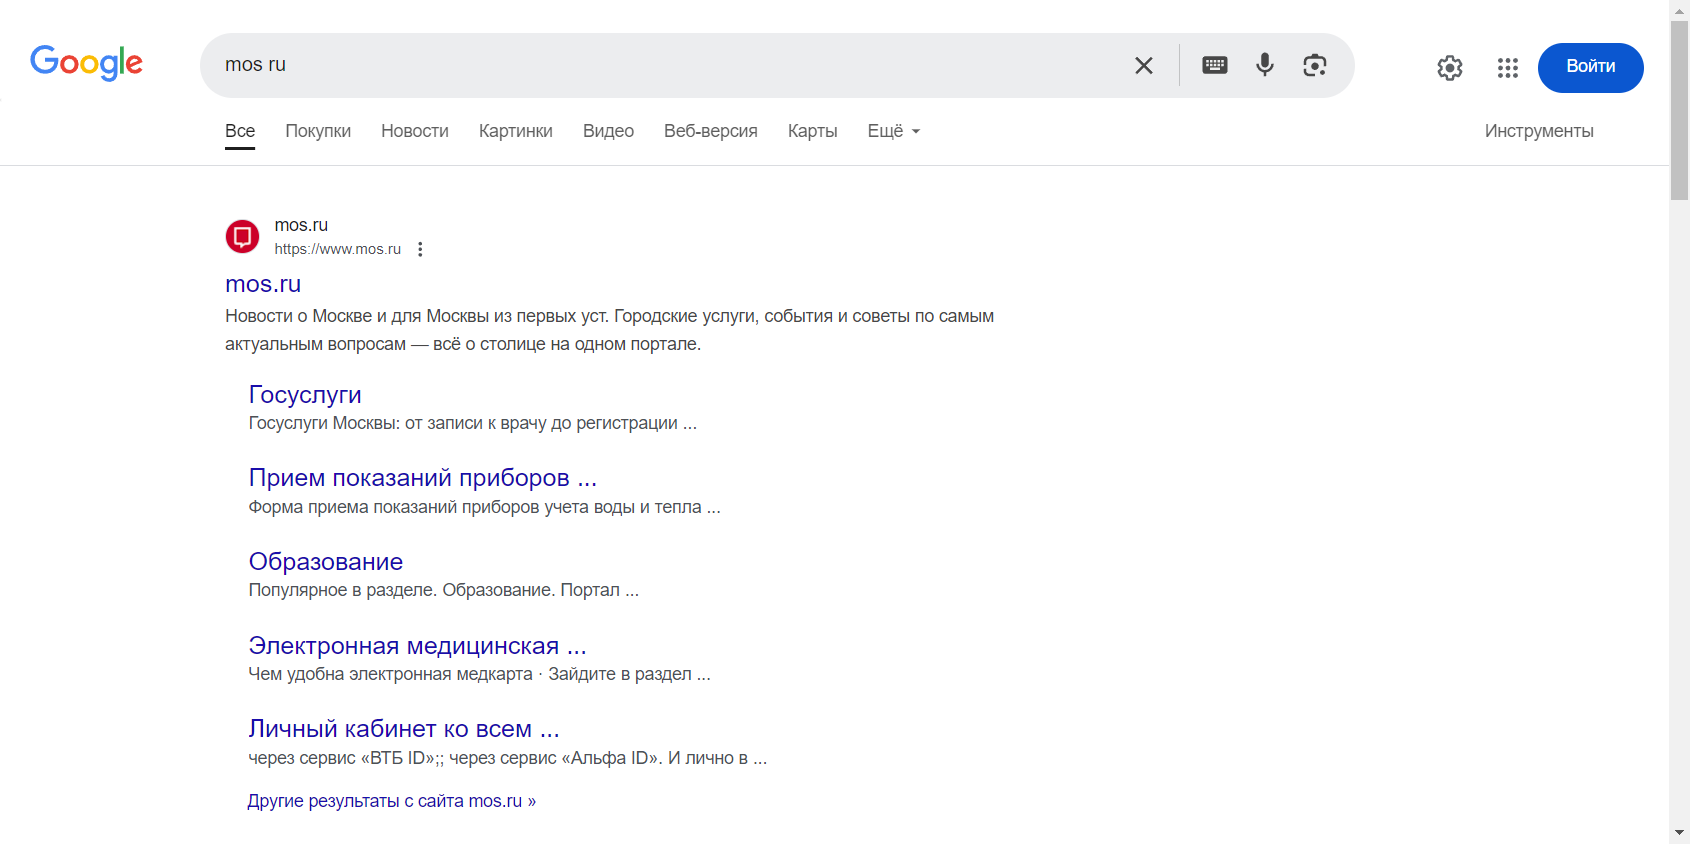 Google
mos ru
Войти
Все
Покупки
Новости
Картинки
Видео
Веб-версия
Карты
Ещё
Инструменты
mos.ru
https://www.mos.ru
mos.ru
Новости о Москве и для Москвы из первых уст. Городские услуги, события и советы по самым
актуальным вопросам — всё о столице на одном портале.
Госуслуги
Госуслуги Москвы: от записи к врачу до регистрации ...
Прием показаний приборов ...
Форма приема показаний приборов учета воды и тепла ...
Образование
Популярное в разделе. Образование. Портал ...
Электронная медицинская ...
Чем удобна электронная медкарта · Зайдите в раздел ...
Личный кабинет ко всем ...
через сервис «ВТБ ID»;; через сервис «Альфа ID». И лично в ...
Другие результаты с сайта mos.ru »